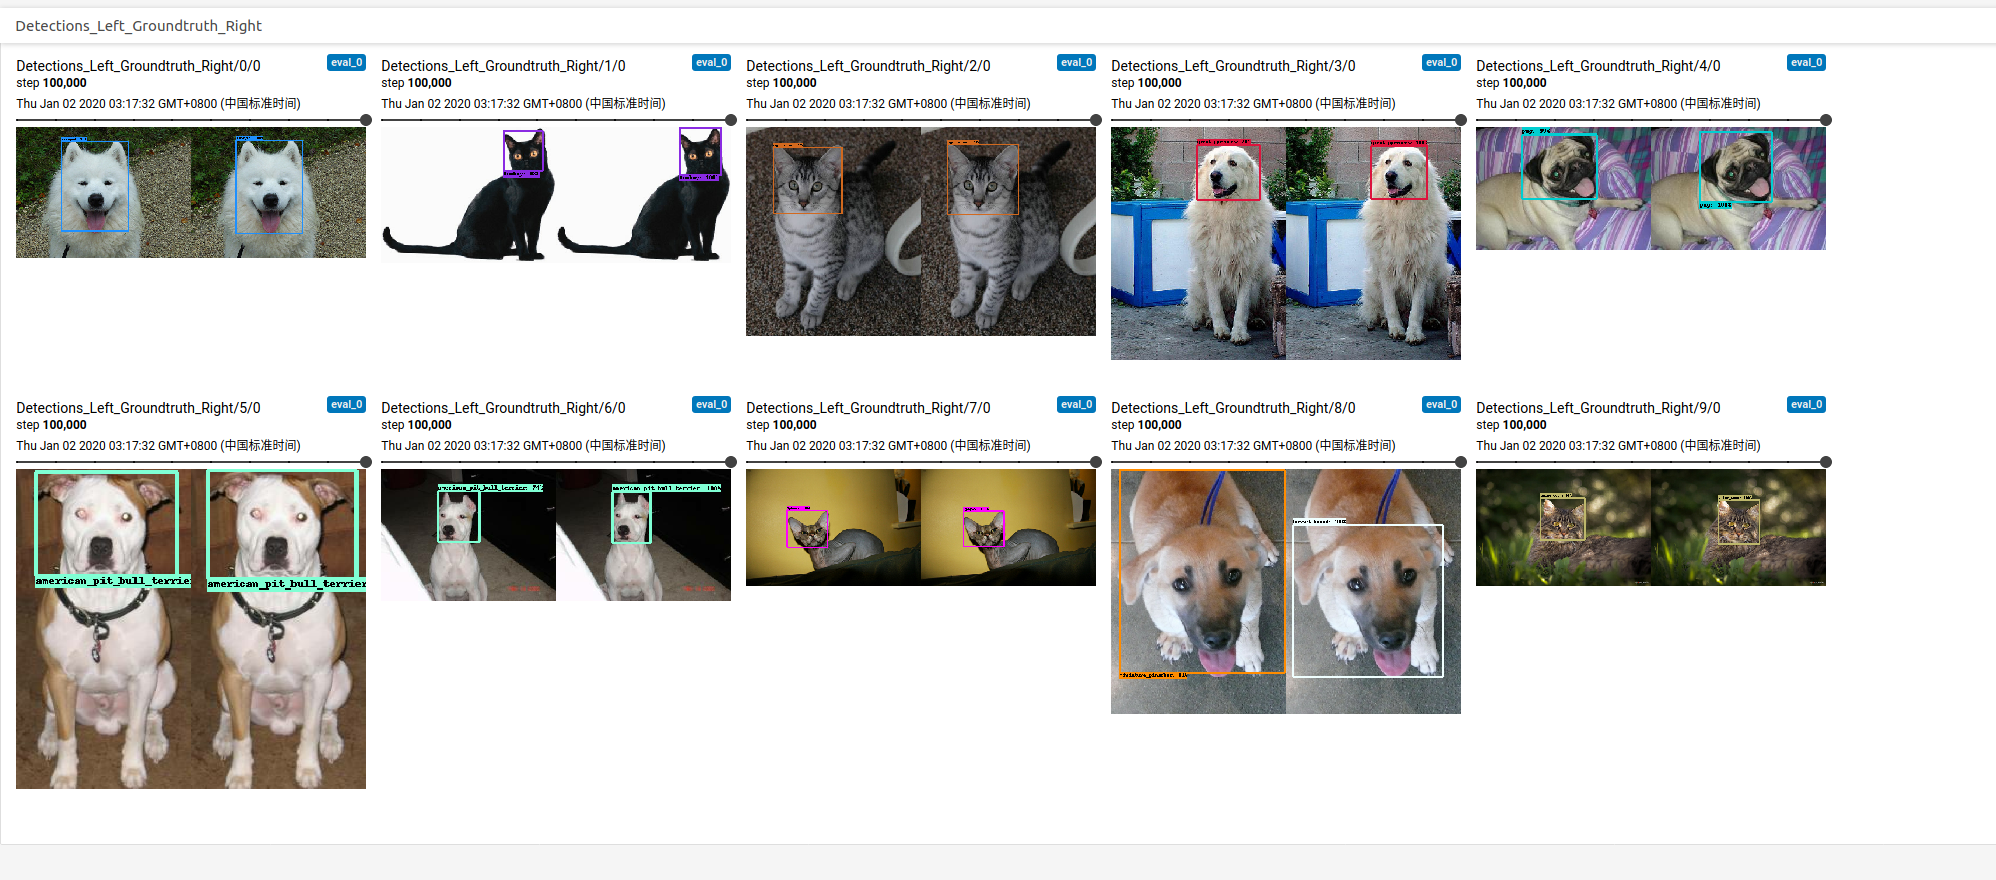 Detections_Left_Groundtruth_Right
Detections_Left_Groundtruth_Right/0/0 eval_0
step 100,000
Thu Jan 02 2020 03:17:32 GMT+0800 (中国标准时间)
Detections_Left_Groundtruth_Right/1/0 eval_0
step 100,000
Thu Jan 02 2020 03:17:32 GMT+0800 (中国标准时间)
Detections_Left_Groundtruth_Right/2/0 eval_0
step 100,000
Thu Jan 02 2020 03:17:32 GMT+0800 (中国标准时间)
Detections_Left_Groundtruth_Right/3/0 eval_0
step 100,000
Thu Jan 02 2020 03:17:32 GMT+0800 (中国标准时间)
Detections_Left_Groundtruth_Right/4/0 eval_0
step 100,000
Thu Jan 02 2020 03:17:32 GMT+0800 (中国标准时间)
Detections_Left_Groundtruth_Right/5/0 eval_0
step 100,000
Thu Jan 02 2020 03:17:32 GMT+0800 (中国标准时间)
american_pit_bull_terrier
american_pit_bull_terrier
Detections_Left_Groundtruth_Right/6/0 eval_0
step 100,000
Thu Jan 02 2020 03:17:32 GMT+0800 (中国标准时间)
american_pit_bull_terrier
american_pit_bull_terrier: 100%
Detections_Left_Groundtruth_Right/7/0 eval_0
step 100,000
Thu Jan 02 2020 03:17:32 GMT+0800 (中国标准时间)
Detections_Left_Groundtruth_Right/8/0 eval_0
step 100,000
Thu Jan 02 2020 03:17:32 GMT+0800 (中国标准时间)
Detections_Left_Groundtruth_Right/9/0 eval_0
step 100,000
Thu Jan 02 2020 03:17:32 GMT+0800 (中国标准时间)